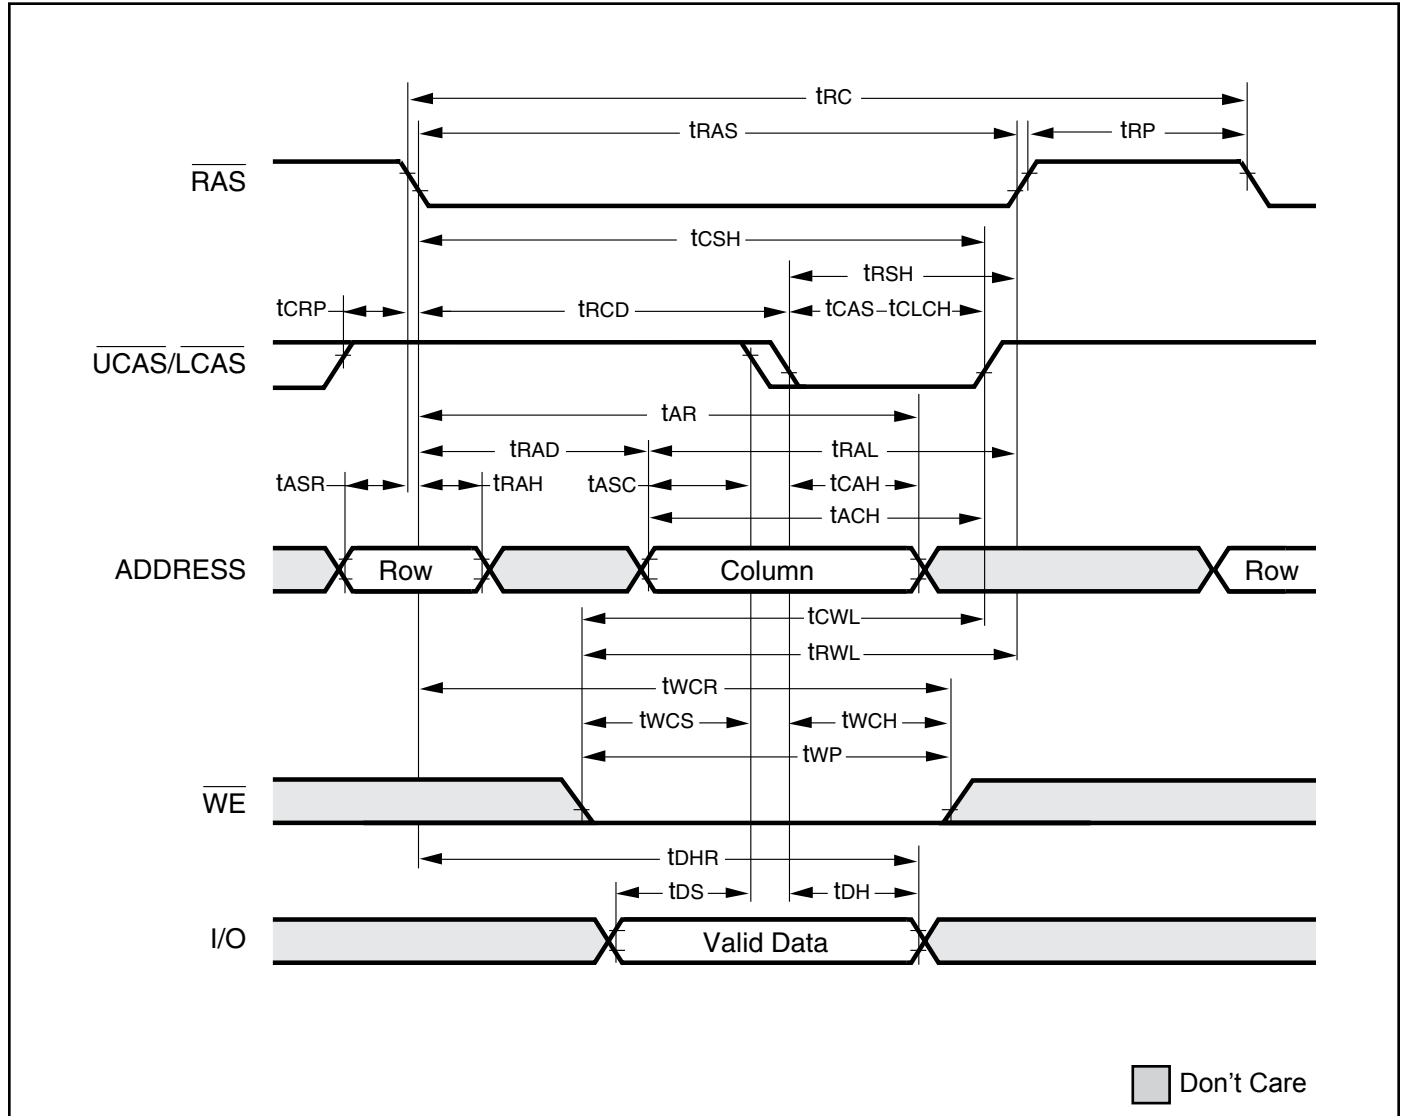 tRC
tRAS
tRP
RAS
tCSH
tRSH
tCRP
tRCD
tCAS tCLCH
UCAS/LCAS
tAR
tRAD
tRAL
tASR
tRAH
tASC
tCAH
tACH
ADDRESS
Row
Column
Row
tCWL
tRWL
tWCR
tWCS
tWCH
tWP
WE
tDHR
tDS
tDH
I/O
Valid Data
Don't Care